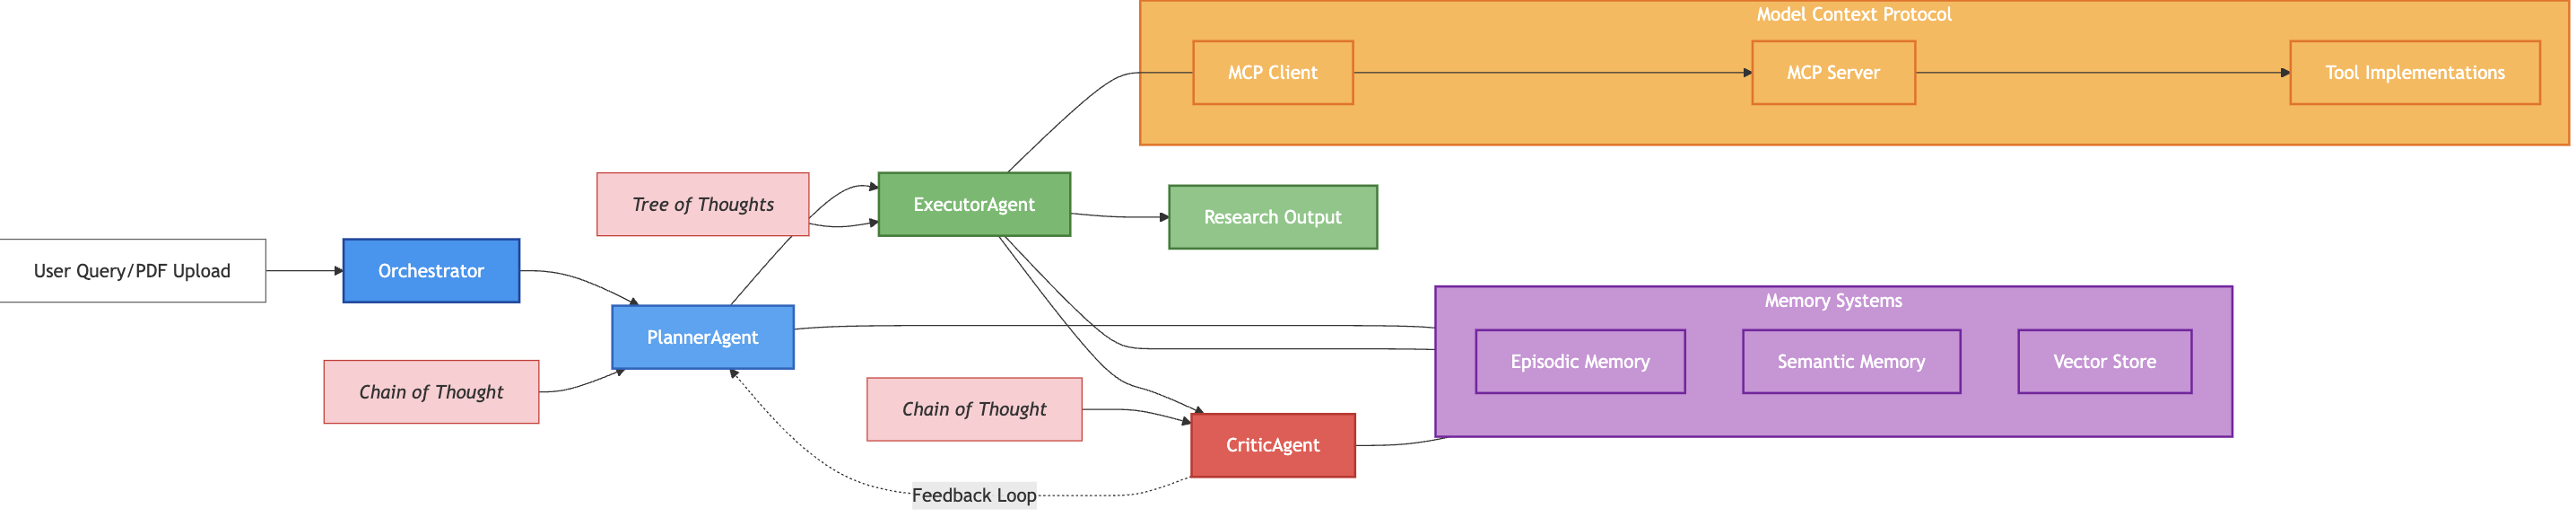 Model Context Protocol
MCP Client
MCP Server
Tool Implementations
Tree of Thoughts
ExecutorAgent
Research Output
User Query/PDF Upload
Orchestrator
PlannerAgent
Memory Systems
Episodic Memory
Semantic Memory
Vector Store
Chain of Thought
Chain of Thought
CriticAgent
Feedback Loop